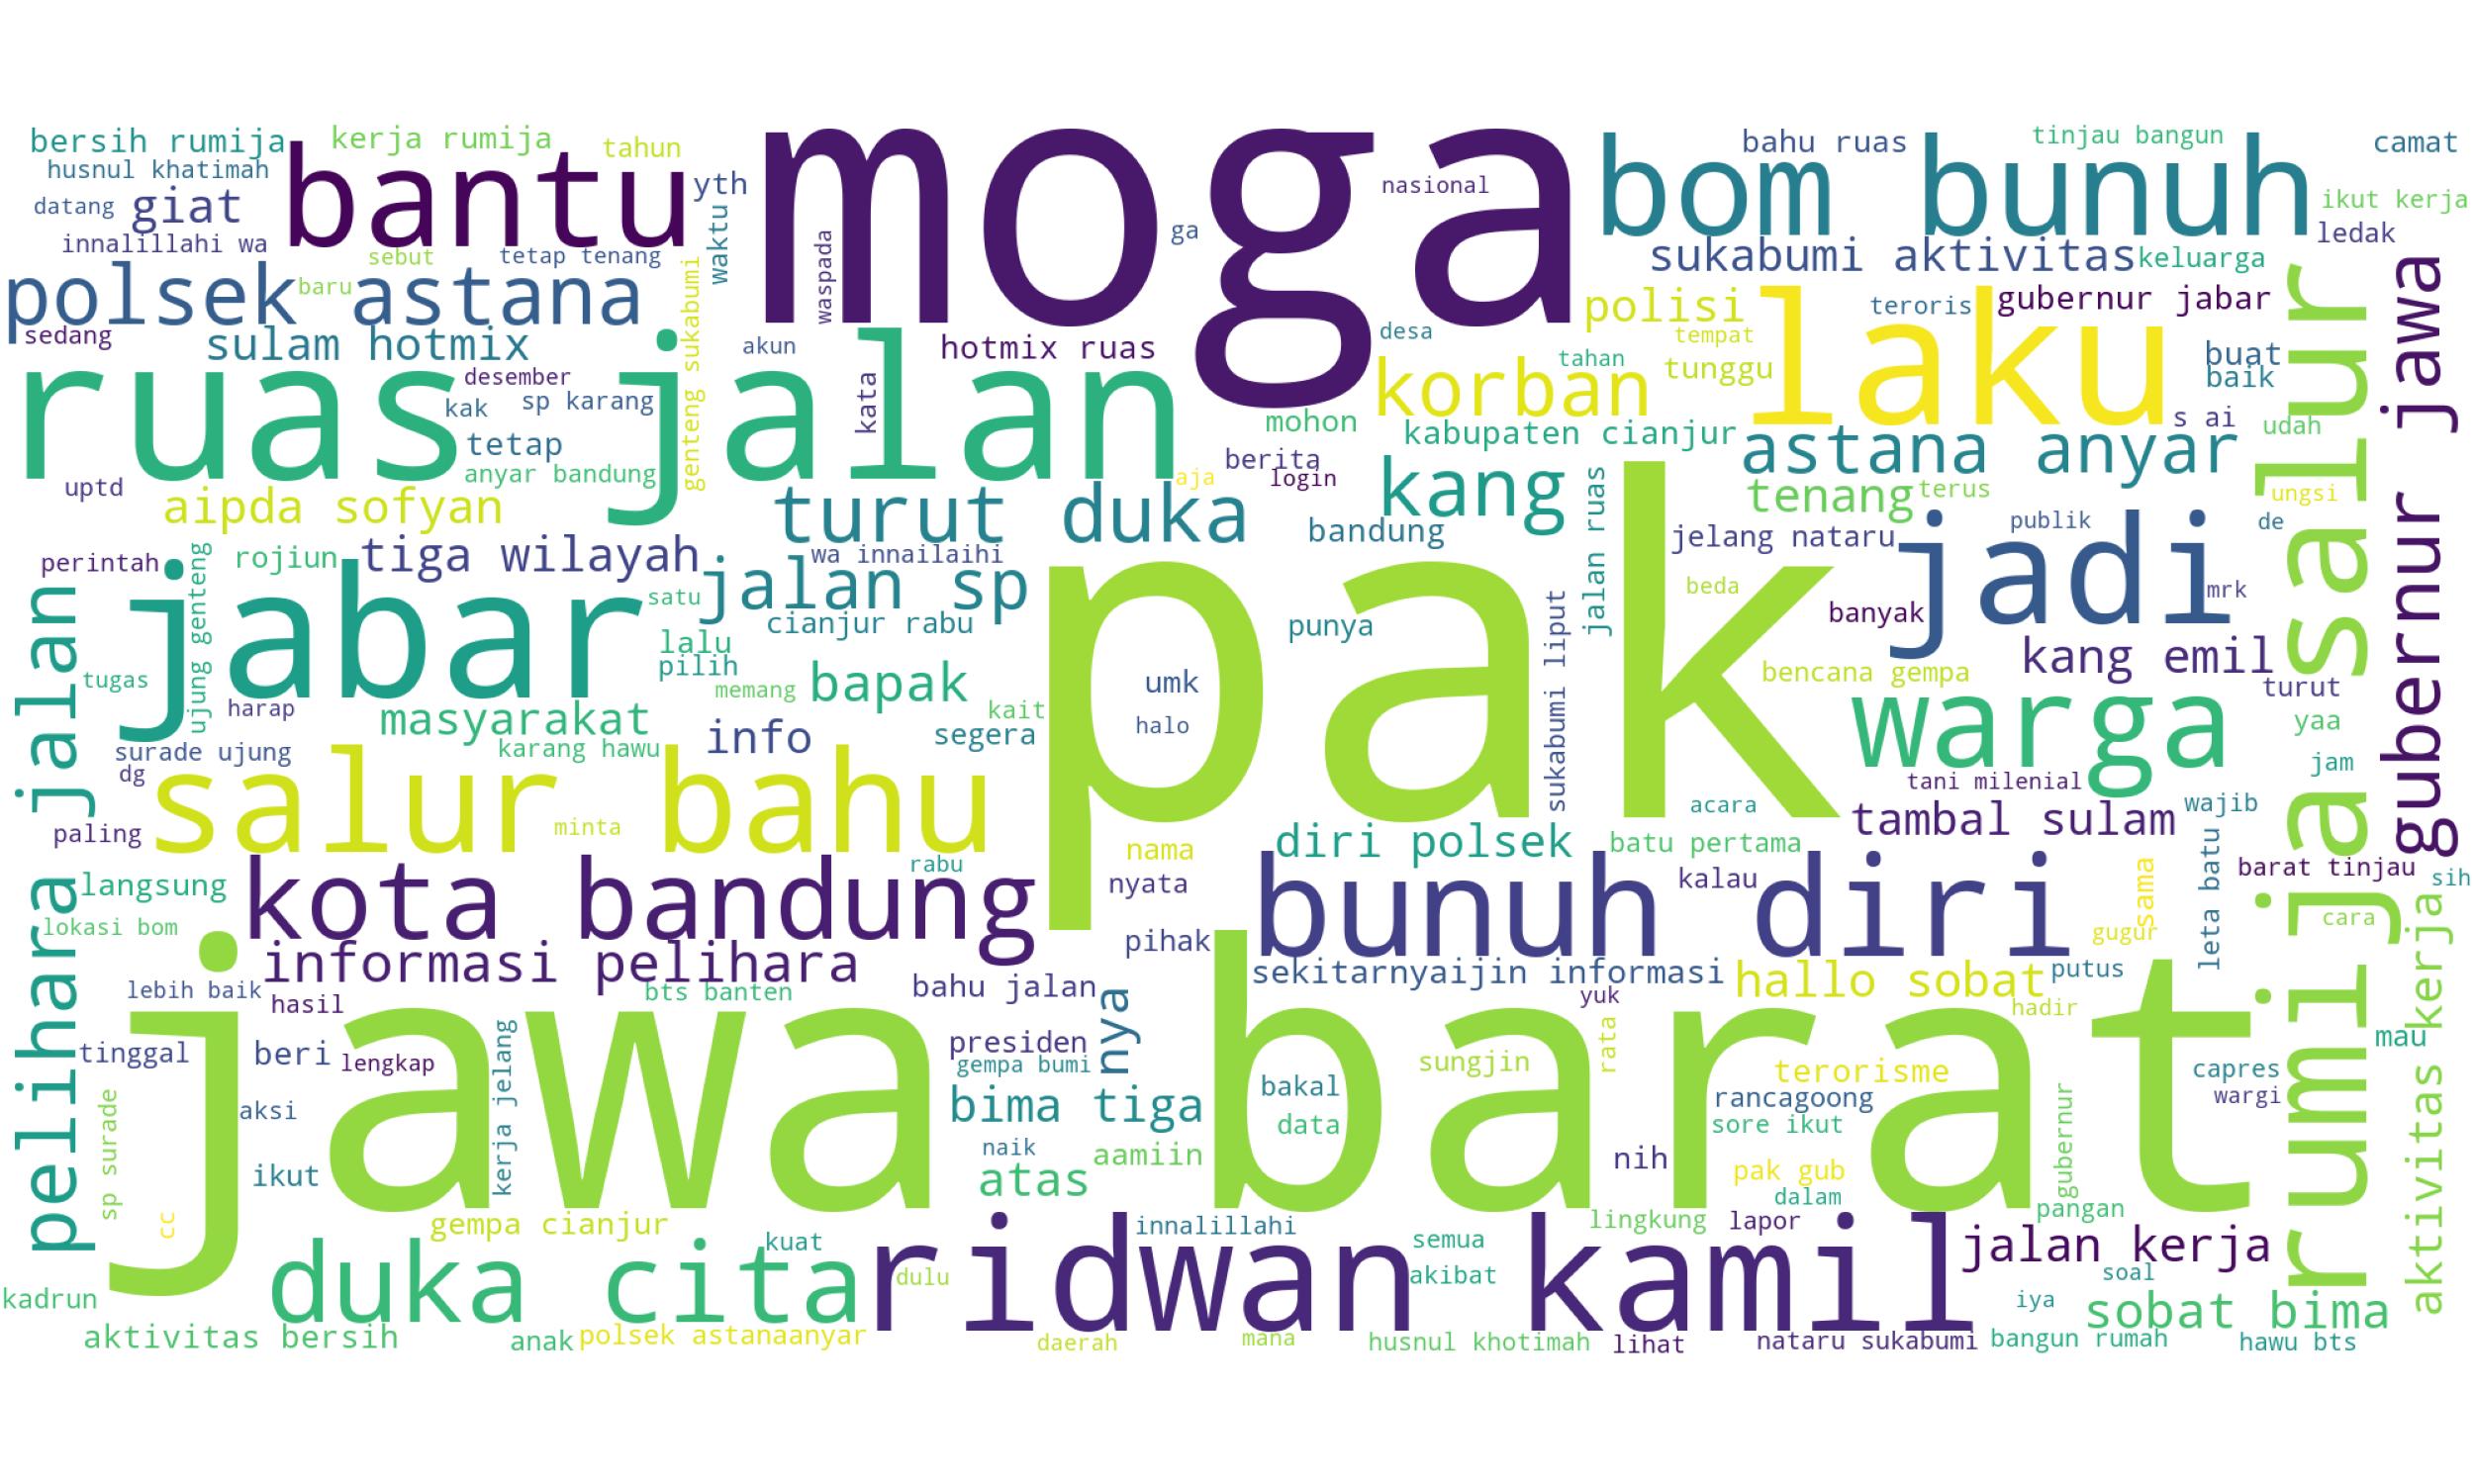 bersih rumija
kerja rumija
tahun
moga
bahu ruas
tinjau bangun
camat
husnul khatimah
bantu
yth
nasional
bom bunuh
ikut kerja
datang
giat
innalillahi wa
sebut
tetap tenang
waktu
waspada
ga
ledak
sukabumi aktivitas
keluarga
polsek astana
baru
genteng sukabumi
polisi
laku
teroris
gubernur jabar
rumija salur
gubernur jawa
sedang
sulam hotmix
akun
hotmix ruas
desa
tempat
tahan
tunggu
buat
baik
ruas jalan
desember
kak
sp karang
kata
korban
mohon
s ai
udah
tetap
kabupaten cianjur
astana anyar
anyar bandung
berita
login
aja
kang
jalan ruas
tenang
terus
ungsi
uptd
aipda sofyan
turut duka
bandung
jelang nataru
publik
de
jadi
perintah
ujung genteng
rojiun
tiga wilayah
wa innailaihi
jalan sp
pak
beda
mrk
jabar
satu
cianjur rabu
punya
sukabumi liput
banyak
pelihara jalan
lalu
pilih
kang emil
tugas
memang
bapak
umk
bencana gempa
turut
harap
masyarakat
kait
halo
warga
yaa
surade ujung
karang hawu
info
segera
dg
salur bahu
tani milenial
jam
paling
minta
acara
tambal sulam
wajib
nama
diri polsek
batu pertama
leta batu
langsung
kota bandung
rabu
nyata
bunuh diri
kalau
sama
barat tinjau
sih
lokasi bom
pihak
gugur
cara
aktivitas kerja
informasi pelihara
sekitarnyaijin informasi
hallo sobat
putus
lebih baik
hasil
bts banten
bahu jalan
nya
yuk
hadir
jawa barat
tinggal
beri
lengkap
kerja jelang
presiden
gempa bumi
sungjin
rata
terorisme
mau
capres
sp surade
aksi
bima tiga
bakal
data
rancagoong
sore ikut
gubernur
wargi
ikut
naik
atas
aamiin
nih
pak gub
dalam
pangan
cc
gempa cianjur
innalillahi
lingkung
lapor
kuat
semua
jalan kerja
kadrun
duka cita
dulu
ridwan kamil
akibat
soal
iya
sobat bima
aktivitas bersih
anak
polsek astanaanyar
daerah
mana
husnul khotimah
lihat
nataru sukabumi
bangun rumah
hawu bts